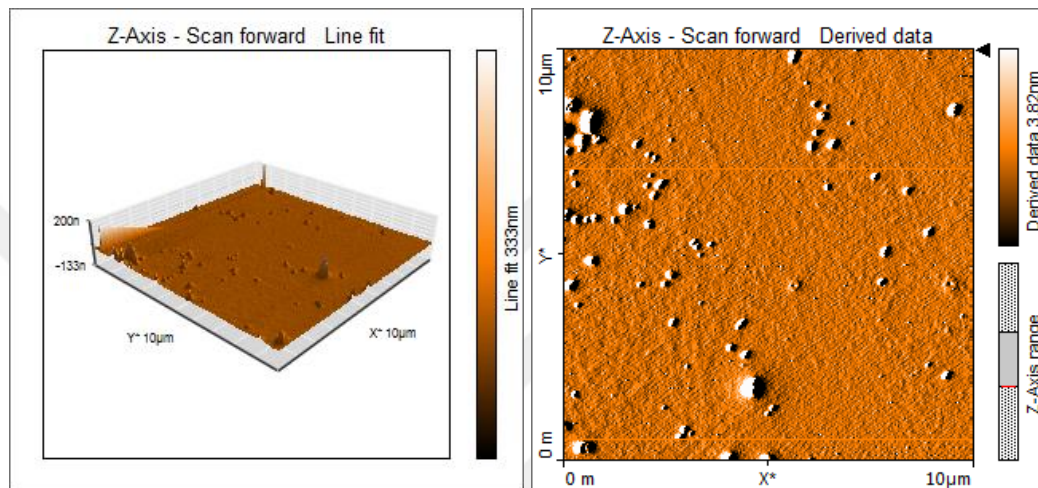 Z-Axis - Scan forward Line fit
200n
-133n
Y* 10µm
X* 10µm
Line fit 333nm
Z-Axis - Scan forward Derived data
10µm
Y*
0 m
0 m
X*
10µm
Derived data 3.82nm
Z-Axis range